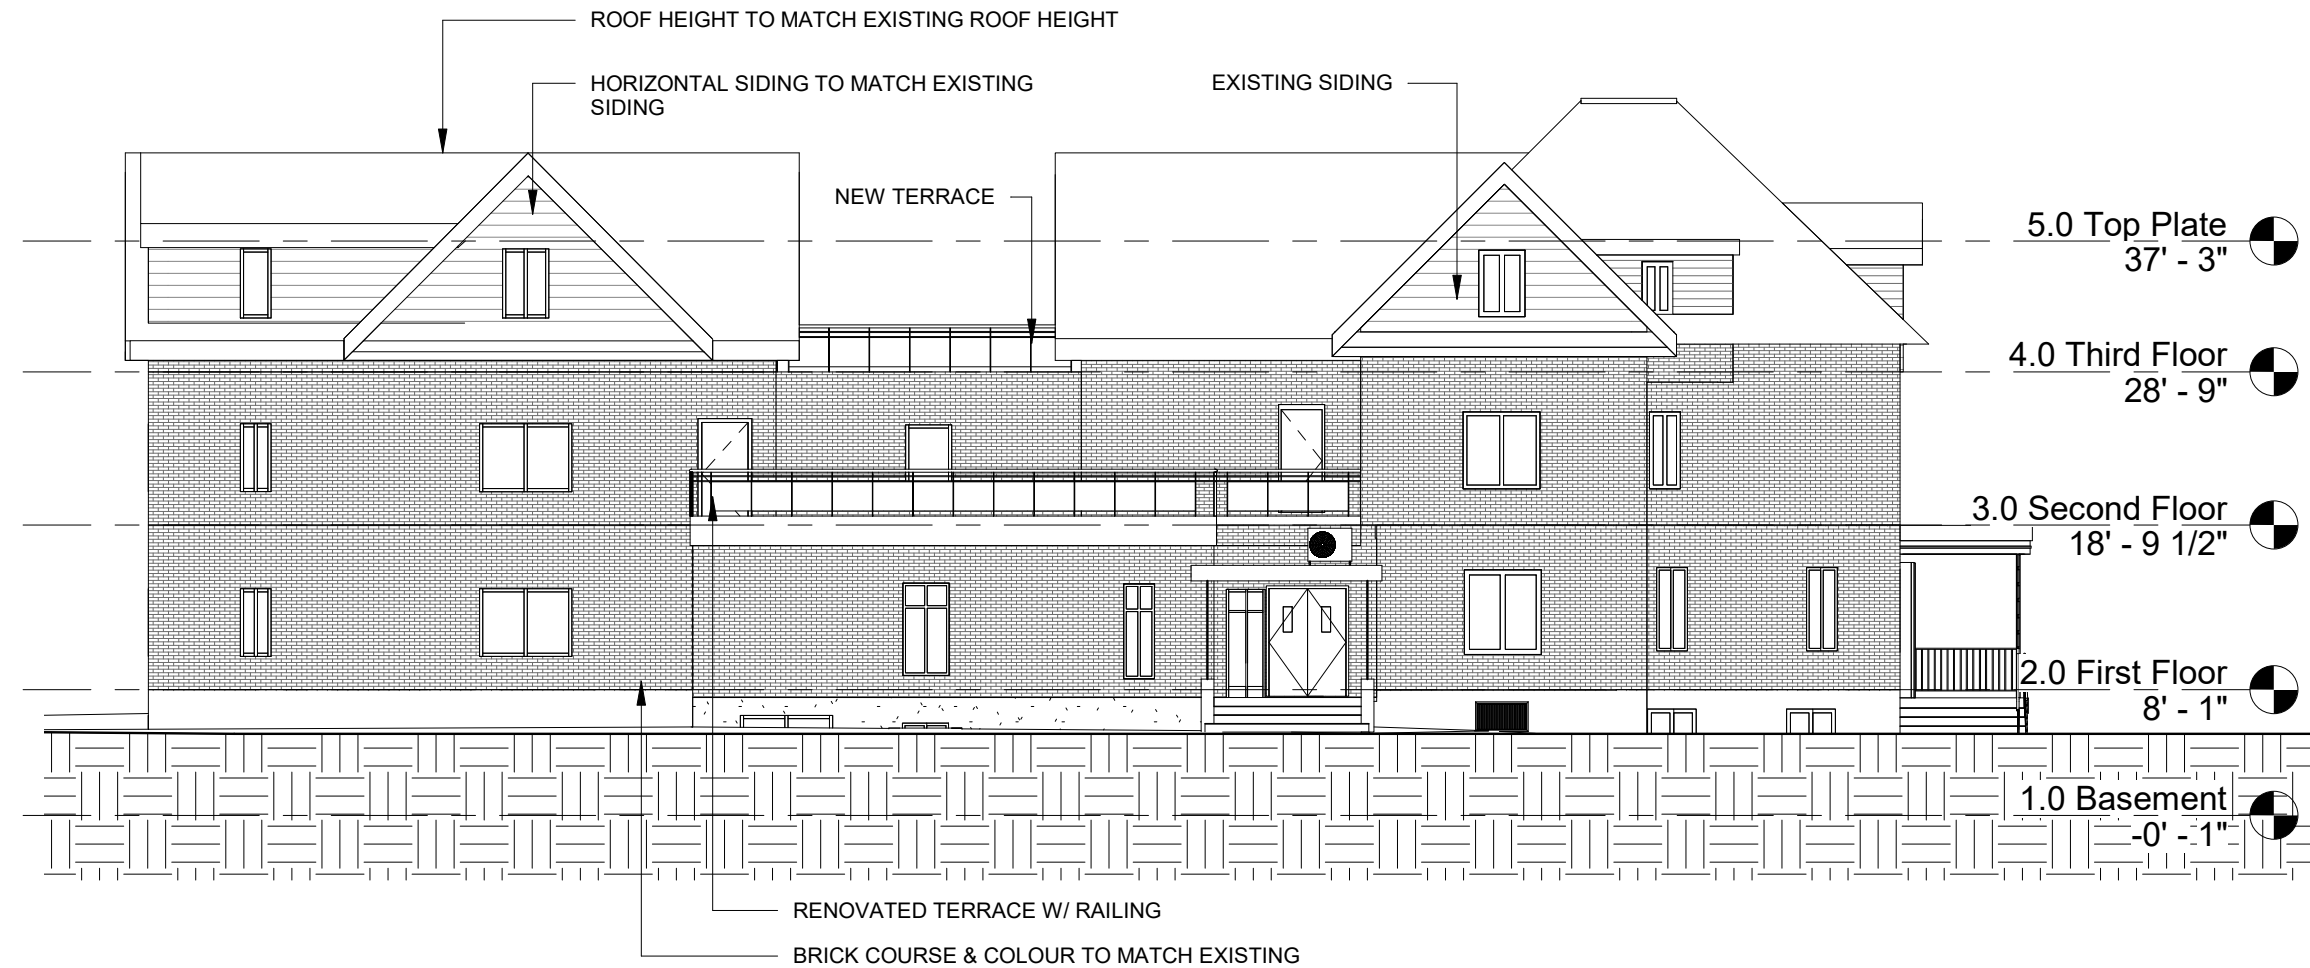 ROOF HEIGHT TO MATCH EXISTING ROOF HEIGHT
HORIZONTAL SIDING TO MATCH EXISTING
SIDING
EXISTING SIDING
NEW TERRACE
5.0 Top Plate
37' - 3"
4.0 Third Floor
28' - 9"
3.0 Second Floor
18' - 9 1/2"
2.0 First Floor
8' - 1"
1.0 Basement
-0' - 1"
RENOVATED TERRACE W/ RAILING
BRICK COURSE & COLOUR TO MATCH EXISTING